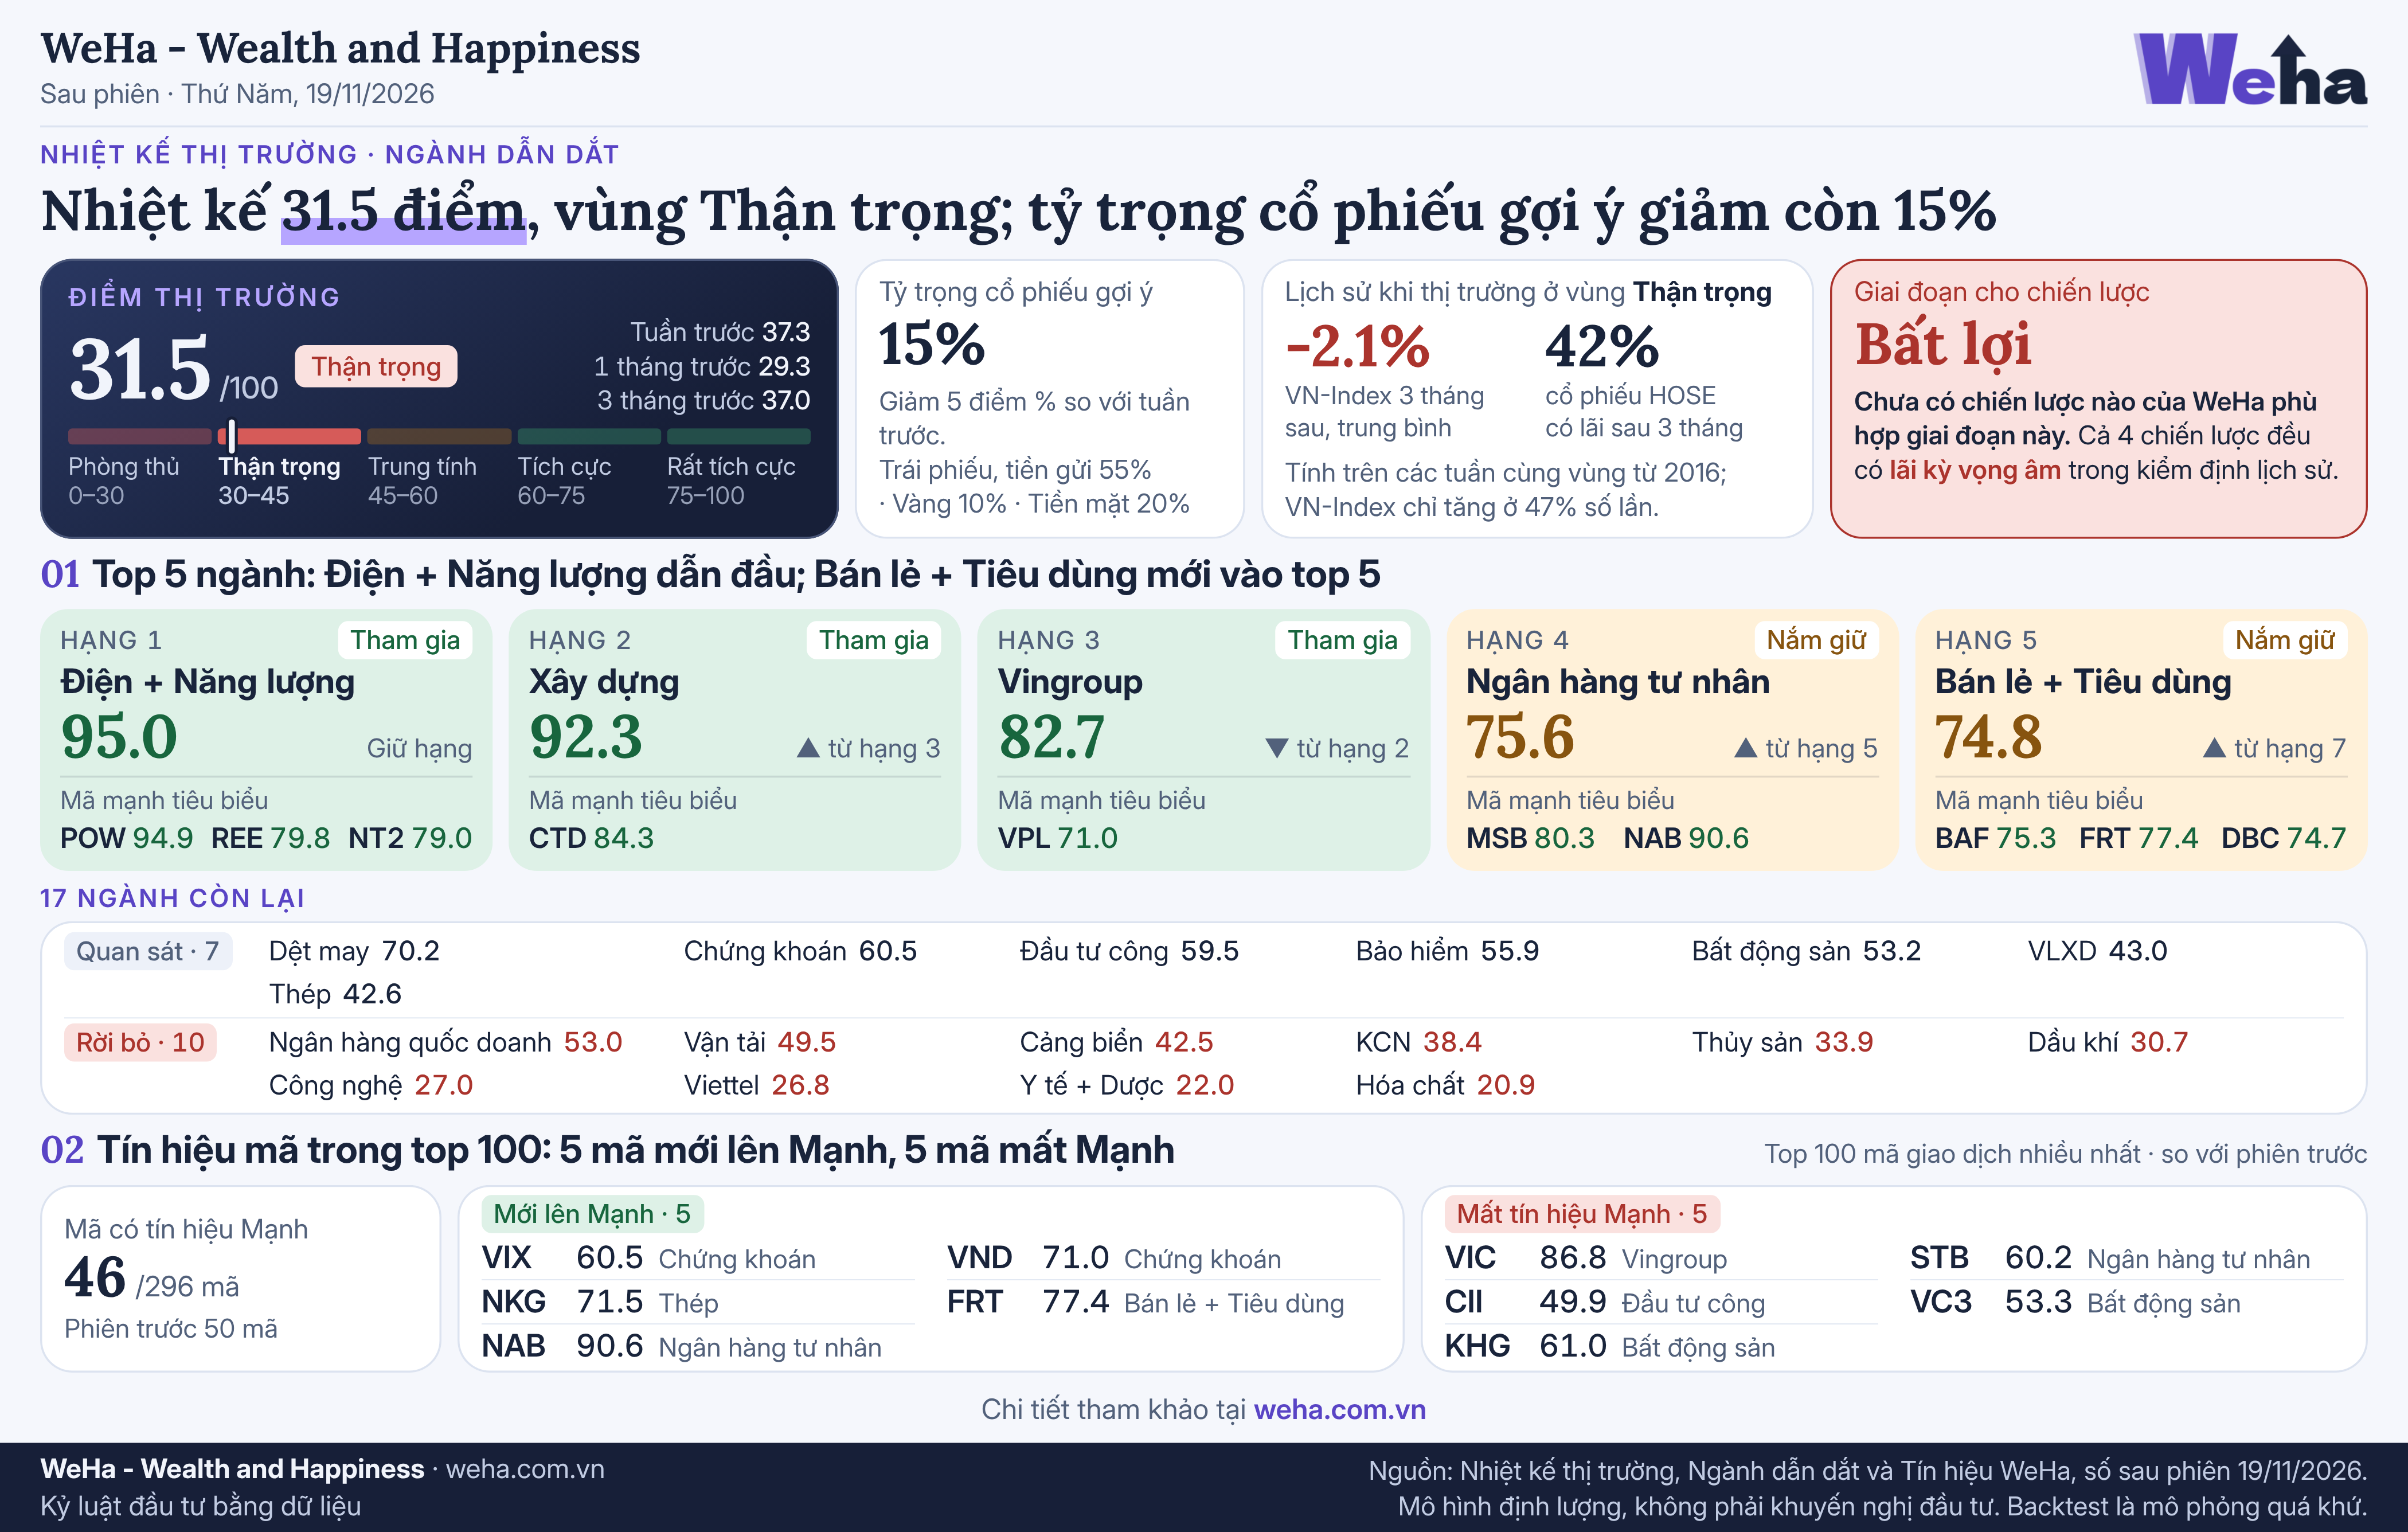 WeHa - Wealth and Happiness
Sau phiên · Thứ Năm, 19/11/2026
Weha
NHIỆT KẾ THỊ TRƯỜNG · NGÀNH DẪN DẮT
Nhiệt kế 31.5 điểm, vùng Thận trọng; tỷ trọng cổ phiếu gợi ý giảm còn 15%
ĐIỂM THỊ TRƯỜNG
31.5 /100 Thận trọng
Tuần trước 37.3
1 tháng trước 29.3
3 tháng trước 37.0
Phòng thủ Thận trọng Trung tính Tích cực Rất tích cực
0–30 30–45 45–60 60–75 75–100
Tỷ trọng cổ phiếu gợi ý
15%
Giảm 5 điểm % so với tuần
trước.
Trái phiếu, tiền gửi 55%
· Vàng 10% · Tiền mặt 20%
Lịch sử khi thị trường ở vùng Thận trọng
−2.1% 42%
VN-Index 3 tháng cổ phiếu HOSE
sau, trung bình có lãi sau 3 tháng
Tính trên các tuần cùng vùng từ 2016;
VN-Index chỉ tăng ở 47% số lần.
Giai đoạn cho chiến lược
Bất lợi
Chưa có chiến lược nào của WeHa phù
hợp giai đoạn này. Cả 4 chiến lược đều
có lãi kỳ vọng âm trong kiểm định lịch sử.
01 Top 5 ngành: Điện + Năng lượng dẫn đầu; Bán lẻ + Tiêu dùng mới vào top 5
HẠNG 1 Tham gia
Điện + Năng lượng
95.0 Giữ hạng
Mã mạnh tiêu biểu
POW 94.9 REE 79.8 NT2 79.0
HẠNG 2 Tham gia
Xây dựng
92.3 ▲ từ hạng 3
Mã mạnh tiêu biểu
CTD 84.3
HẠNG 3 Tham gia
Vingroup
82.7 ▼ từ hạng 2
Mã mạnh tiêu biểu
VPL 71.0
HẠNG 4 Nắm giữ
Ngân hàng tư nhân
75.6 ▲ từ hạng 5
Mã mạnh tiêu biểu
MSB 80.3 NAB 90.6
HẠNG 5 Nắm giữ
Bán lẻ + Tiêu dùng
74.8 ▲ từ hạng 7
Mã mạnh tiêu biểu
BAF 75.3 FRT 77.4 DBC 74.7
17 NGÀNH CÒN LẠI
Quan sát · 7 Dệt may 70.2 Chứng khoán 60.5 Đầu tư công 59.5 Bảo hiểm 55.9 Bất động sản 53.2 VLXD 43.0
Thép 42.6
Rời bỏ · 10 Ngân hàng quốc doanh 53.0 Vận tải 49.5 Cảng biển 42.5 KCN 38.4 Thủy sản 33.9 Dầu khí 30.7
Công nghệ 27.0 Viettel 26.8 Y tế + Dược 22.0 Hóa chất 20.9
02 Tín hiệu mã trong top 100: 5 mã mới lên Mạnh, 5 mã mất Mạnh
Top 100 mã giao dịch nhiều nhất · so với phiên trước
Mã có tín hiệu Mạnh
46 /296 mã
Phiên trước 50 mã
Mới lên Mạnh · 5
VIX 60.5 Chứng khoán VND 71.0 Chứng khoán
NKG 71.5 Thép FRT 77.4 Bán lẻ + Tiêu dùng
NAB 90.6 Ngân hàng tư nhân
Mất tín hiệu Mạnh · 5
VIC 86.8 Vingroup STB 60.2 Ngân hàng tư nhân
CII 49.9 Đầu tư công VC3 53.3 Bất động sản
KHG 61.0 Bất động sản
Chi tiết tham khảo tại weha.com.vn
WeHa - Wealth and Happiness · weha.com.vn
Kỷ luật đầu tư bằng dữ liệu
Nguồn: Nhiệt kế thị trường, Ngành dẫn dắt và Tín hiệu WeHa, số sau phiên 19/11/2026.
Mô hình định lượng, không phải khuyến nghị đầu tư. Backtest là mô phỏng quá khứ.